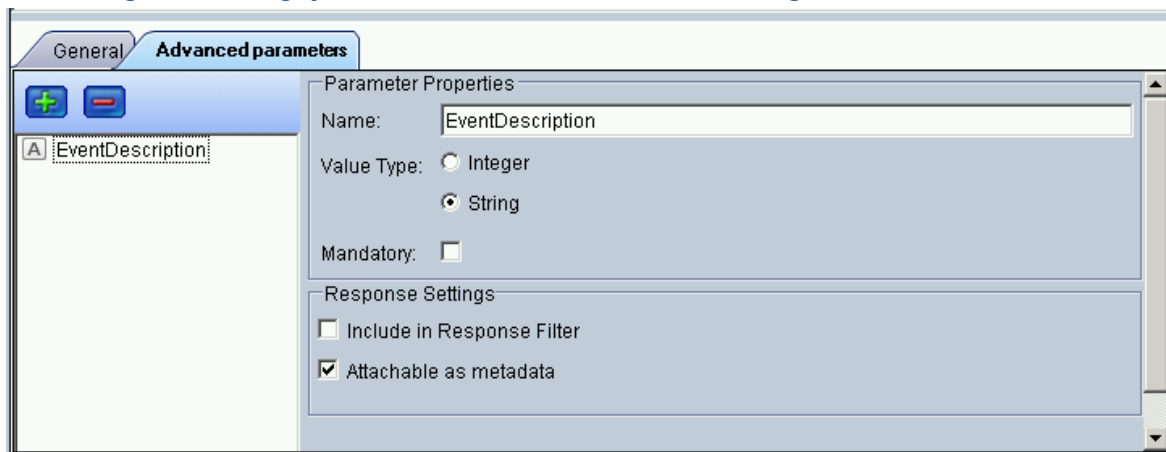 General
Advanced parameters
Parameter Properties
Name: EventDescription
A EventDescription
Value Type: Integer
String
Mandatory:
Response Settings
Include in Response Filter
Attachable as metadata